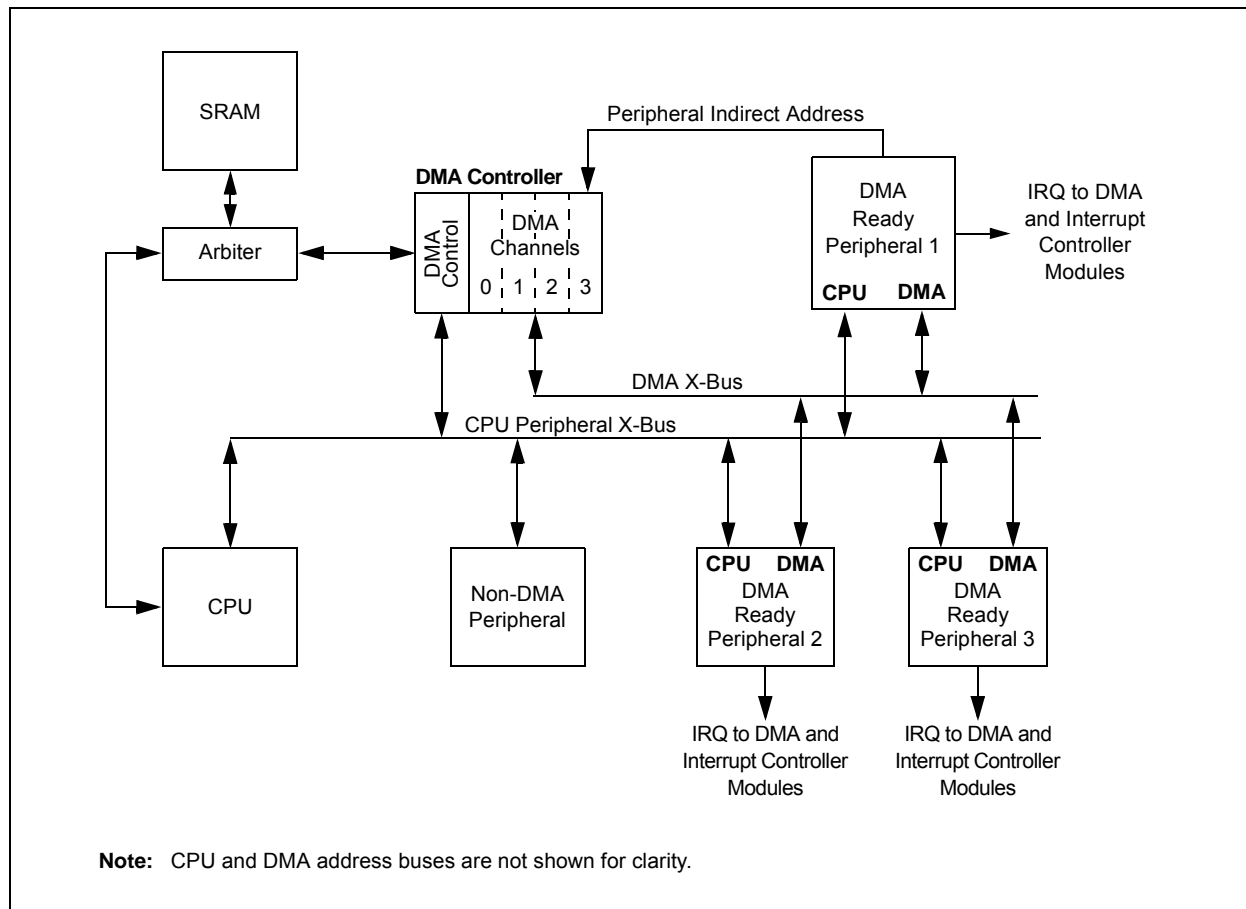 SRAM
Peripheral Indirect Address
DMA Controller
Arbiter
DMA
Control
DMA
Channels
0 1 2 3
DMA
Ready
Peripheral 1
CPU DMA
IRQ to DMA
and Interrupt
Controller
Modules
DMA X-Bus
CPU Peripheral X-Bus
CPU
Non-DMA
Peripheral
CPU DMA
DMA
Ready
Peripheral 2
CPU DMA
DMA
Ready
Peripheral 3
IRQ to DMA and
Interrupt Controller
Modules
IRQ to DMA and
Interrupt Controller
Modules
Note: CPU and DMA address buses are not shown for clarity.